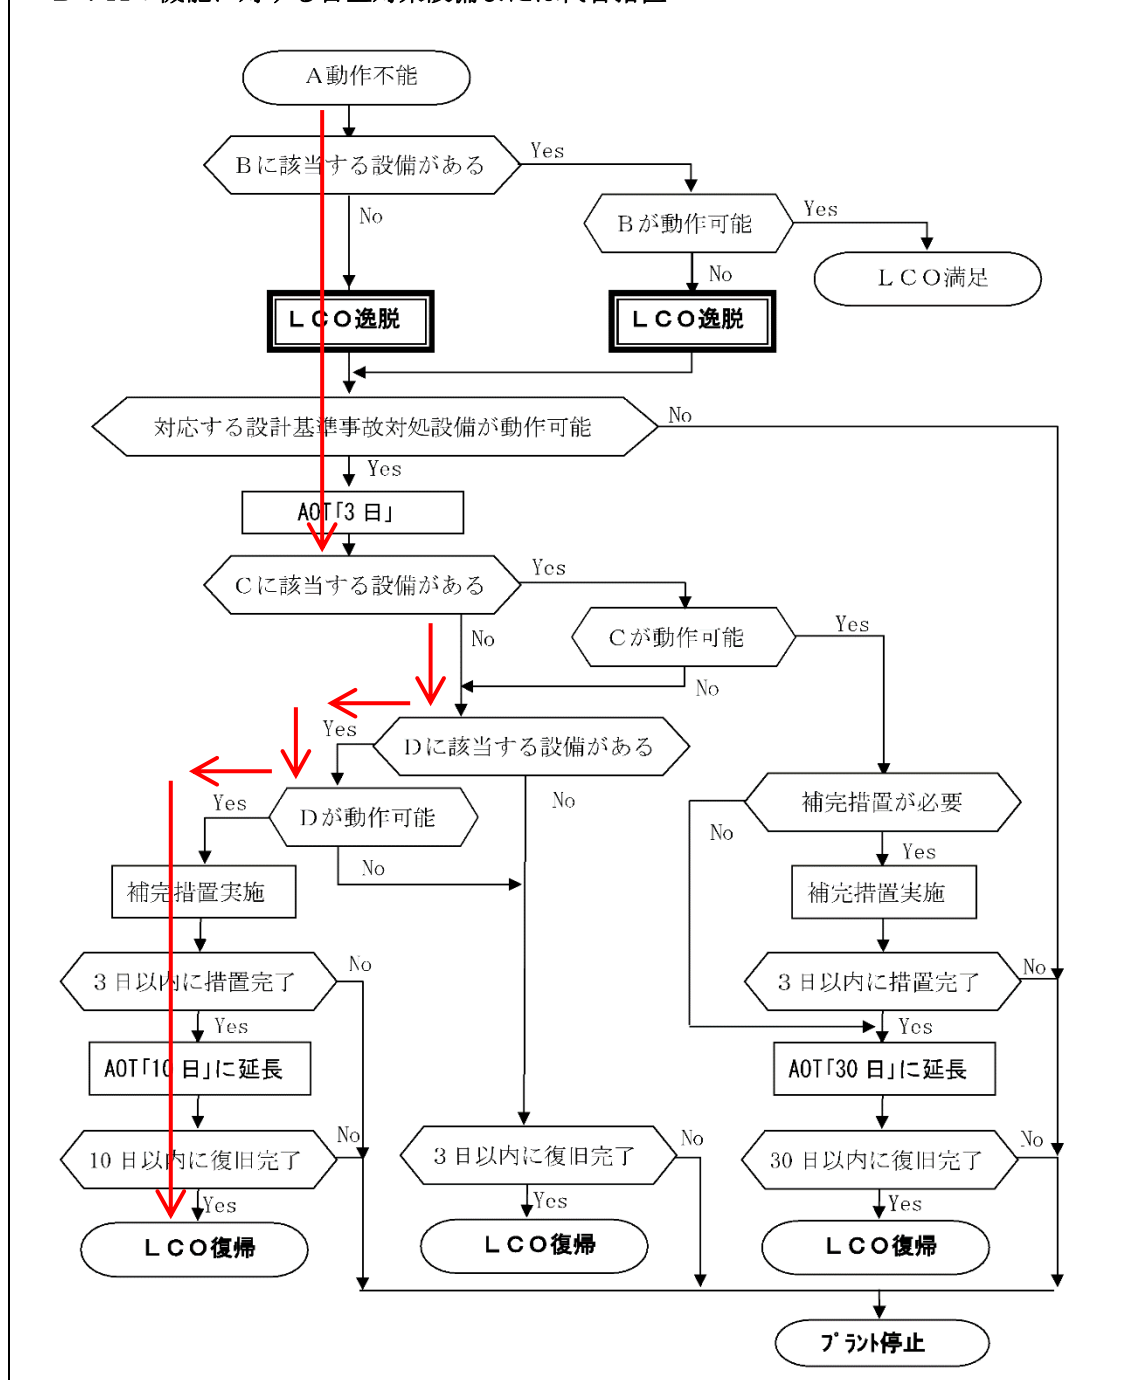 A動作不能
Bに該当する設備がある
Yes
No
Bが動作可能
Yes
LCO満足
No
LCO逸脱
LCO逸脱
対応する設計基準事故対処設備が動作可能
No
Yes
AOT「3 日」
Cに該当する設備がある
Yes
No
Cが動作可能
Yes
No
Dに該当する設備がある
Yes
No
Dが動作可能
Yes
No
補完措置が必要
No
Yes
補完措置実施
補完措置実施
3日以内に措置完了
No
Yes
3日以内に措置完了
No
Yes
AOT「10 日」に延長
AOT「30 日」に延長
10 日以内に復旧完了
No
Yes
3日以内に復旧完了
No
Yes
30 日以内に復旧完了
No
Yes
LCO復帰
LCO復帰
LCO復帰
プラント停止